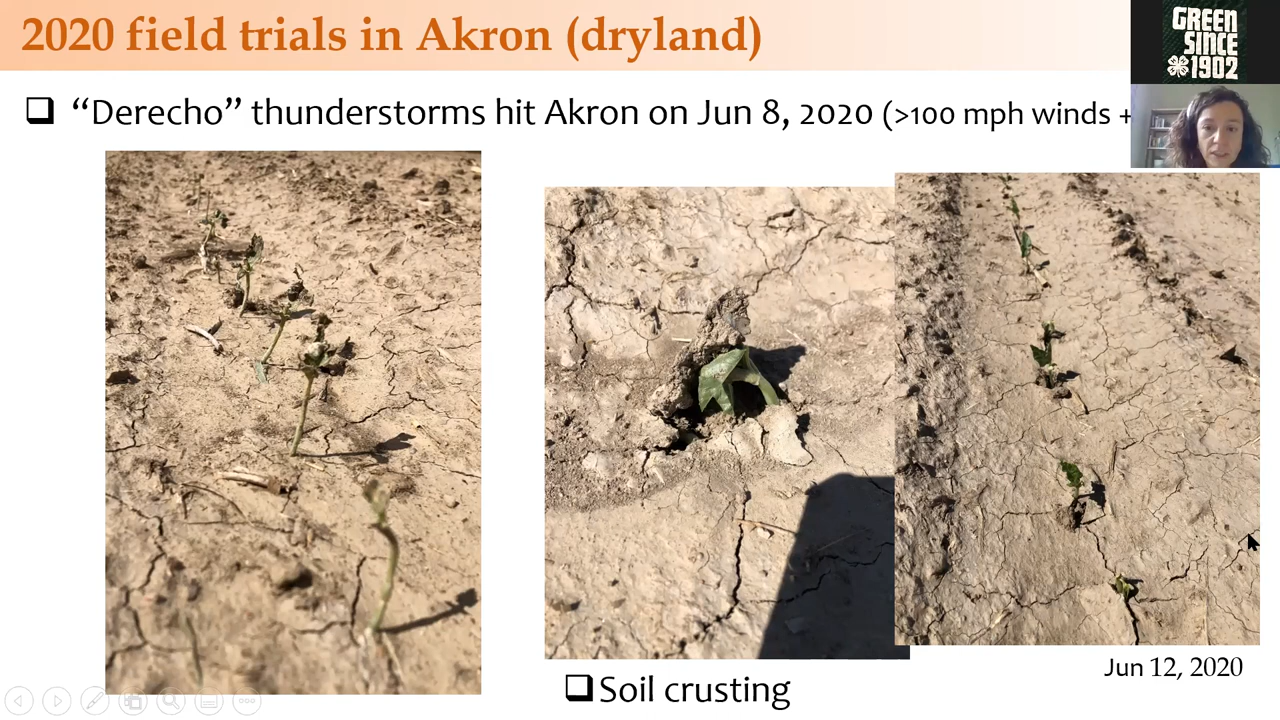 2020 field trials in Akron (dryland)
GREEN
SINCE
1902
❑ “Derecho” thunderstorms hit Akron on Jun 8, 2020 (>100 mph winds +
❑ Soil crusting
Jun 12, 2020